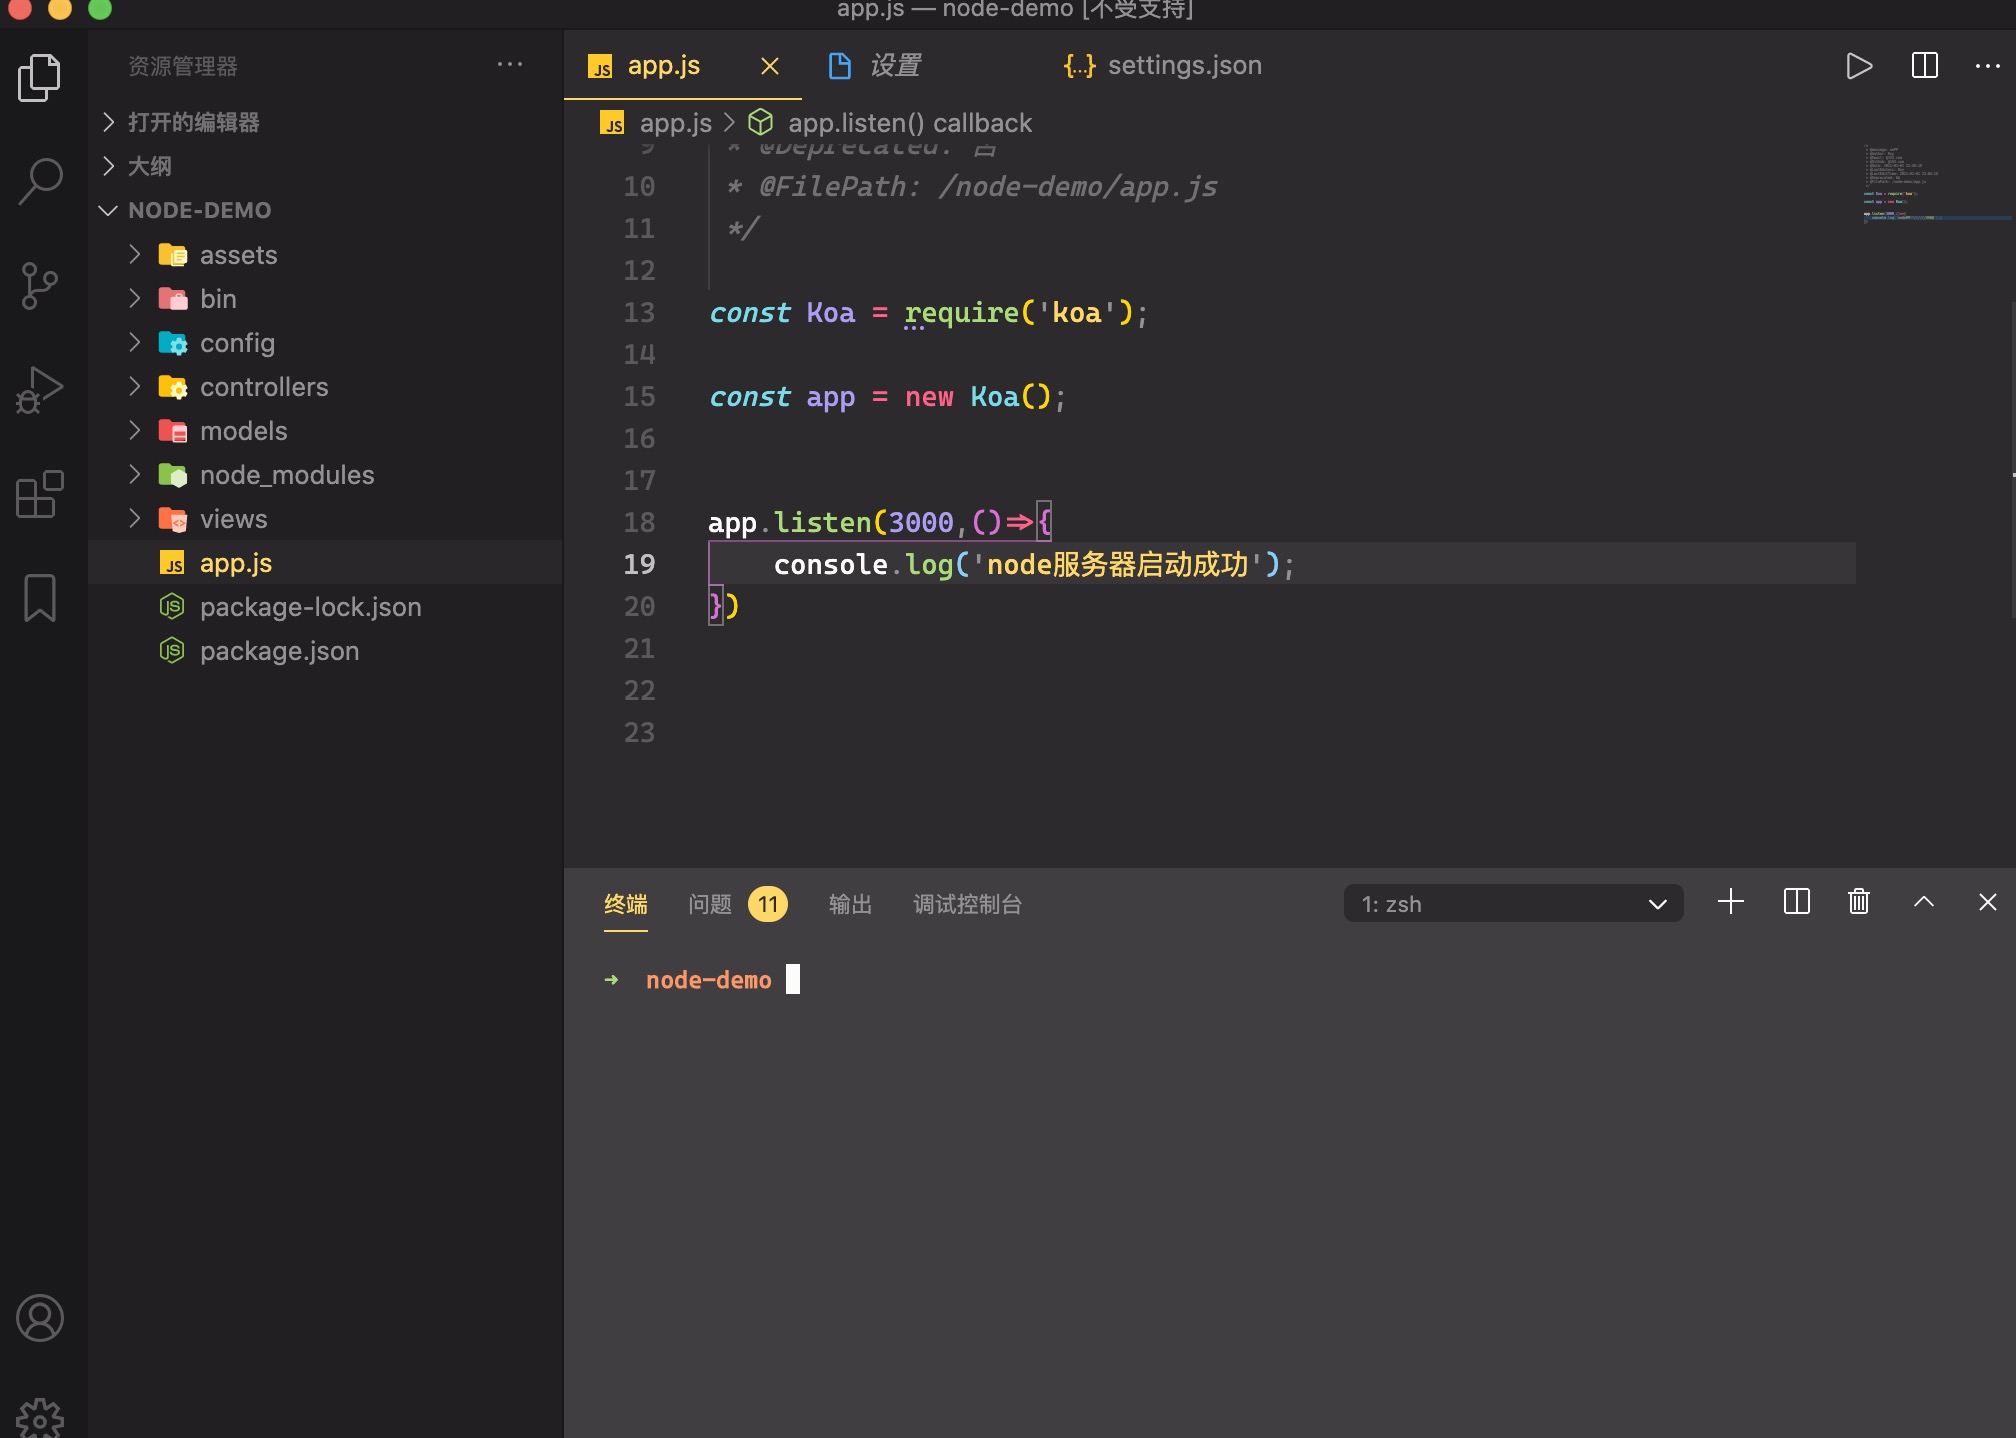 app.js — node-demo [不受支持]
资源管理器
打开的编辑器
大纲
NODE-DEMO
assets
bin
config
controllers
models
node_modules
views
app.js
package-lock.json
package.json
app.js
设置
settings.json
app.js > app.listen() callback
9 * @Deprecated: 否
10 * @FilePath: /node-demo/app.js
11 */
12
13 const Koa = require('koa');
14
15 const app = new Koa();
16
17
18 app.listen(3000,()=>{
19 console.log('node服务器启动成功');
20 })
21
22
23
终端 问题 11 输出 调试控制台 1: zsh
➜ node-demo